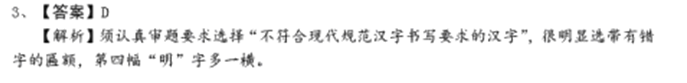 3、【答案】D
【解析】须认真审题要求选择“不符合现代规范汉字书写要求的汉字”，很明显选带有错
字的匾额，第四幅“明”字多一横。